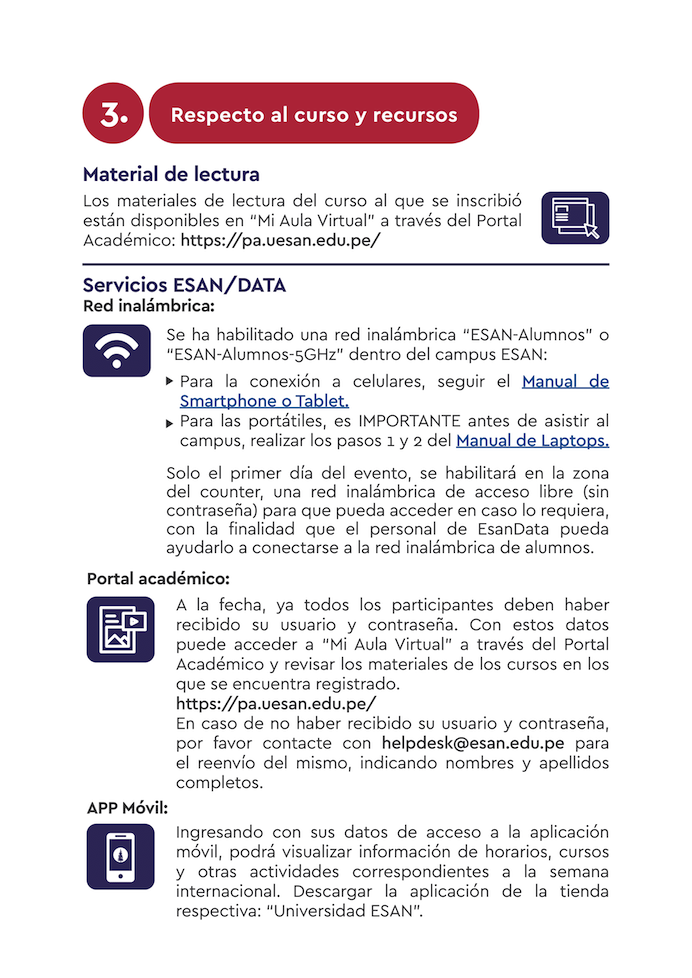 3.
Respecto al curso y recursos
Material de lectura
Los materiales de lectura del curso al que se inscribió
están disponibles en “Mi Aula Virtual” a través del Portal
Académico: https://pa.uesan.edu.pe/
Servicios ESAN/DATA
Red inalámbrica:
Se ha habilitado una red inalámbrica “ESAN-Alumnos” o
“ESAN-Alumnos-5GHz” dentro del campus ESAN:
Para la conexión a celulares, seguir el Manual de
Smartphone o Tablet.
Para las portátiles, es IMPORTANTE antes de asistir al
campus, realizar los pasos 1 y 2 del Manual de Laptops.
Solo el primer día del evento, se habilitará en la zona
del counter, una red inalámbrica de acceso libre (sin
contraseña) para que pueda acceder en caso lo requiera,
con la finalidad que el personal de EsanData pueda
ayudarlo a conectarse a la red inalámbrica de alumnos.
Portal académico:
A la fecha, ya todos los participantes deben haber
recibido su usuario y contraseña. Con estos datos
puede acceder a “Mi Aula Virtual” a través del Portal
Académico y revisar los materiales de los cursos en los
que se encuentra registrado.
https://pa.uesan.edu.pe/
En caso de no haber recibido su usuario y contraseña,
por favor contacte con helpdesk@esan.edu.pe para
el reenvío del mismo, indicando nombres y apellidos
completos.
APP Móvil:
Ingresando con sus datos de acceso a la aplicación
móvil, podrá visualizar información de horarios, cursos
y otras actividades correspondientes a la semana
internacional. Descargar la aplicación de la tienda
respectiva: “Universidad ESAN”.